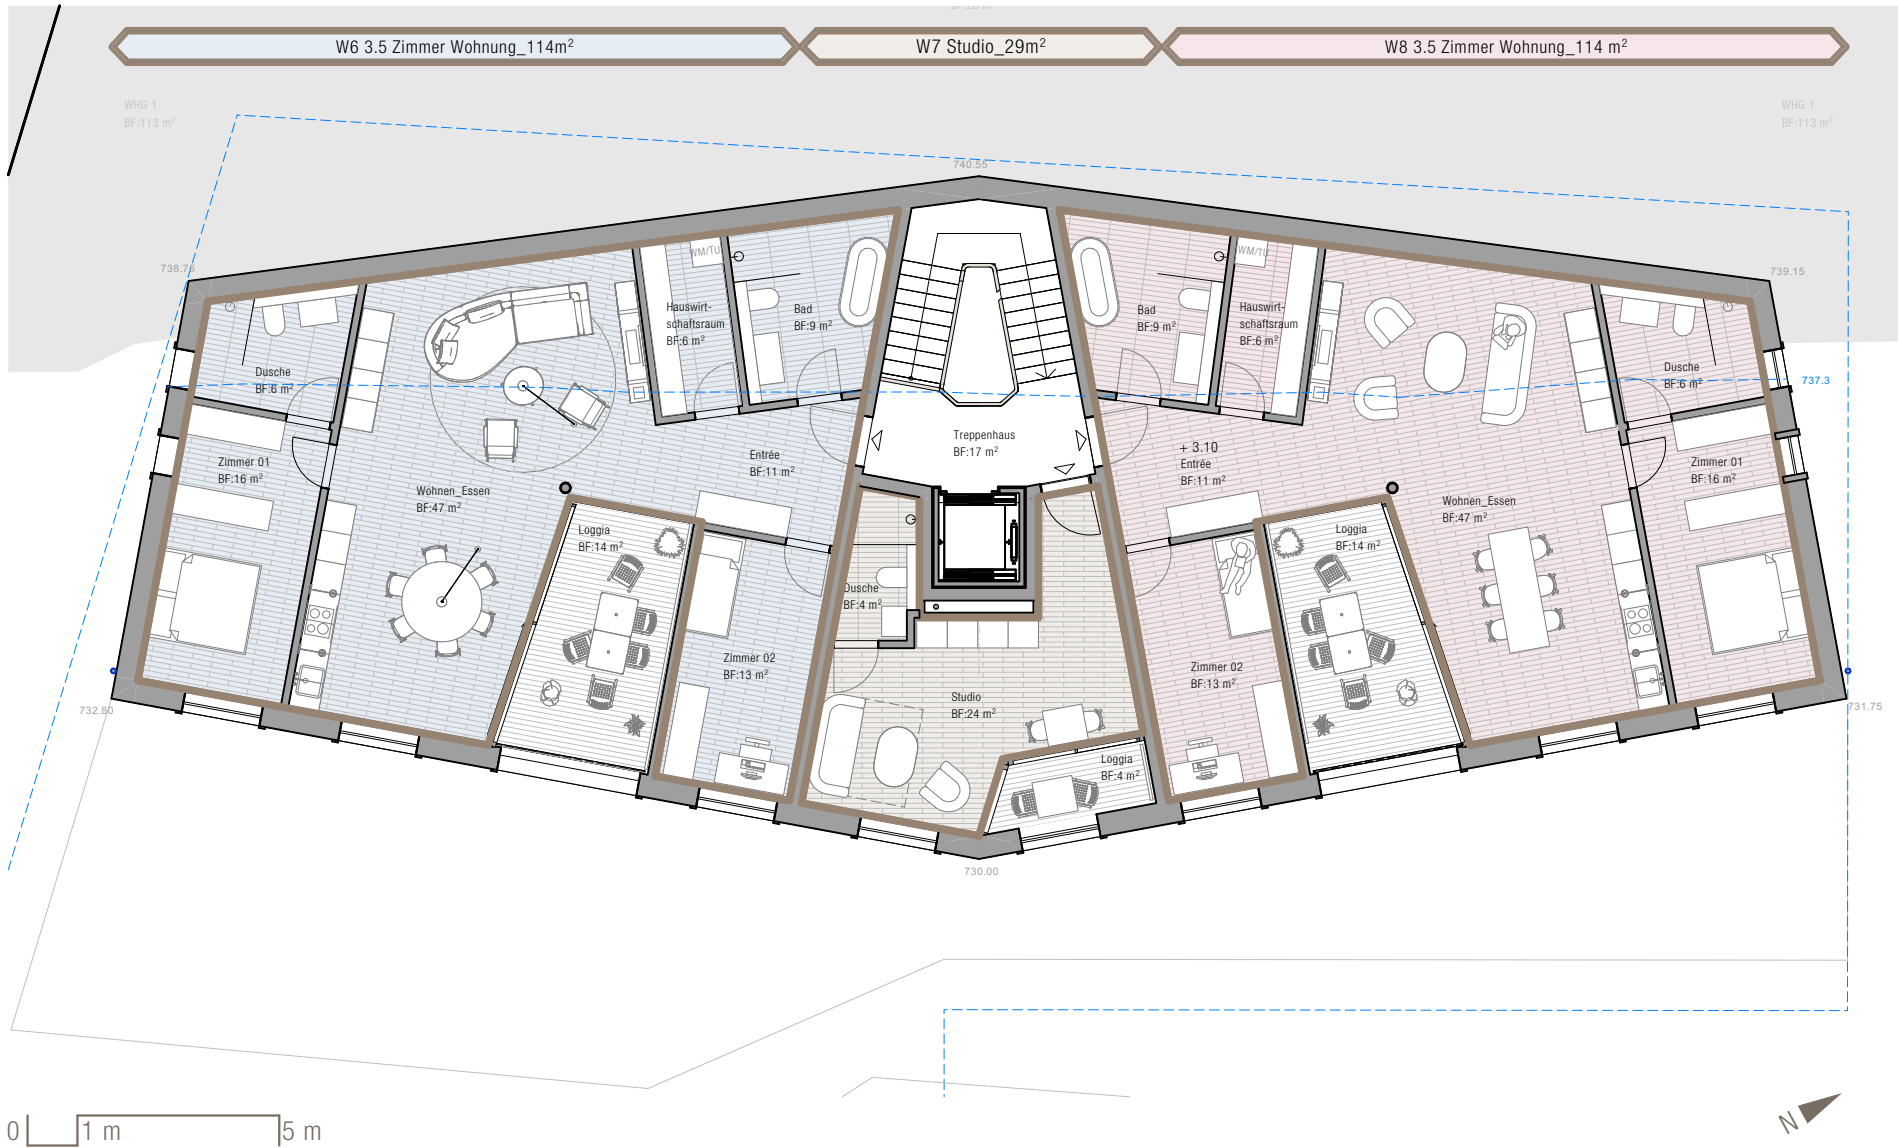 BF:26 m²
W6 3.5 Zimmer Wohnung_114m²
W7 Studio_29m²
W8 3.5 Zimmer Wohnung_114 m²
WHG 1
BF:113 m²
WHG 1
BF:113 m²
740.55
738.75
739.15
WM/TU
WM/TU
Hauswirt-
schaftsraum
BF:6 m²
Bad
BF:9 m²
Bad
BF:9 m²
Hauswirt-
schaftsraum
BF:6 m²
Dusche
BF:6 m²
Dusche
BF:6 m²
737.3
Treppenhaus
BF:17 m²
Zimmer 01
BF:16 m²
Entrée
BF:11 m²
+ 3.10
Entrée
BF:11 m²
Zimmer 01
BF:16 m²
Wohnen_Essen
BF:47 m²
Wohnen_Essen
BF:47 m²
Loggia
BF:14 m²
Loggia
BF:14 m²
Dusche
BF:4 m²
Zimmer 02
BF:13 m²
Zimmer 02
BF:13 m²
Studio
BF:24 m²
732.80
731.75
Loggia
BF:4 m²
730.00
0
1 m
5 m
N